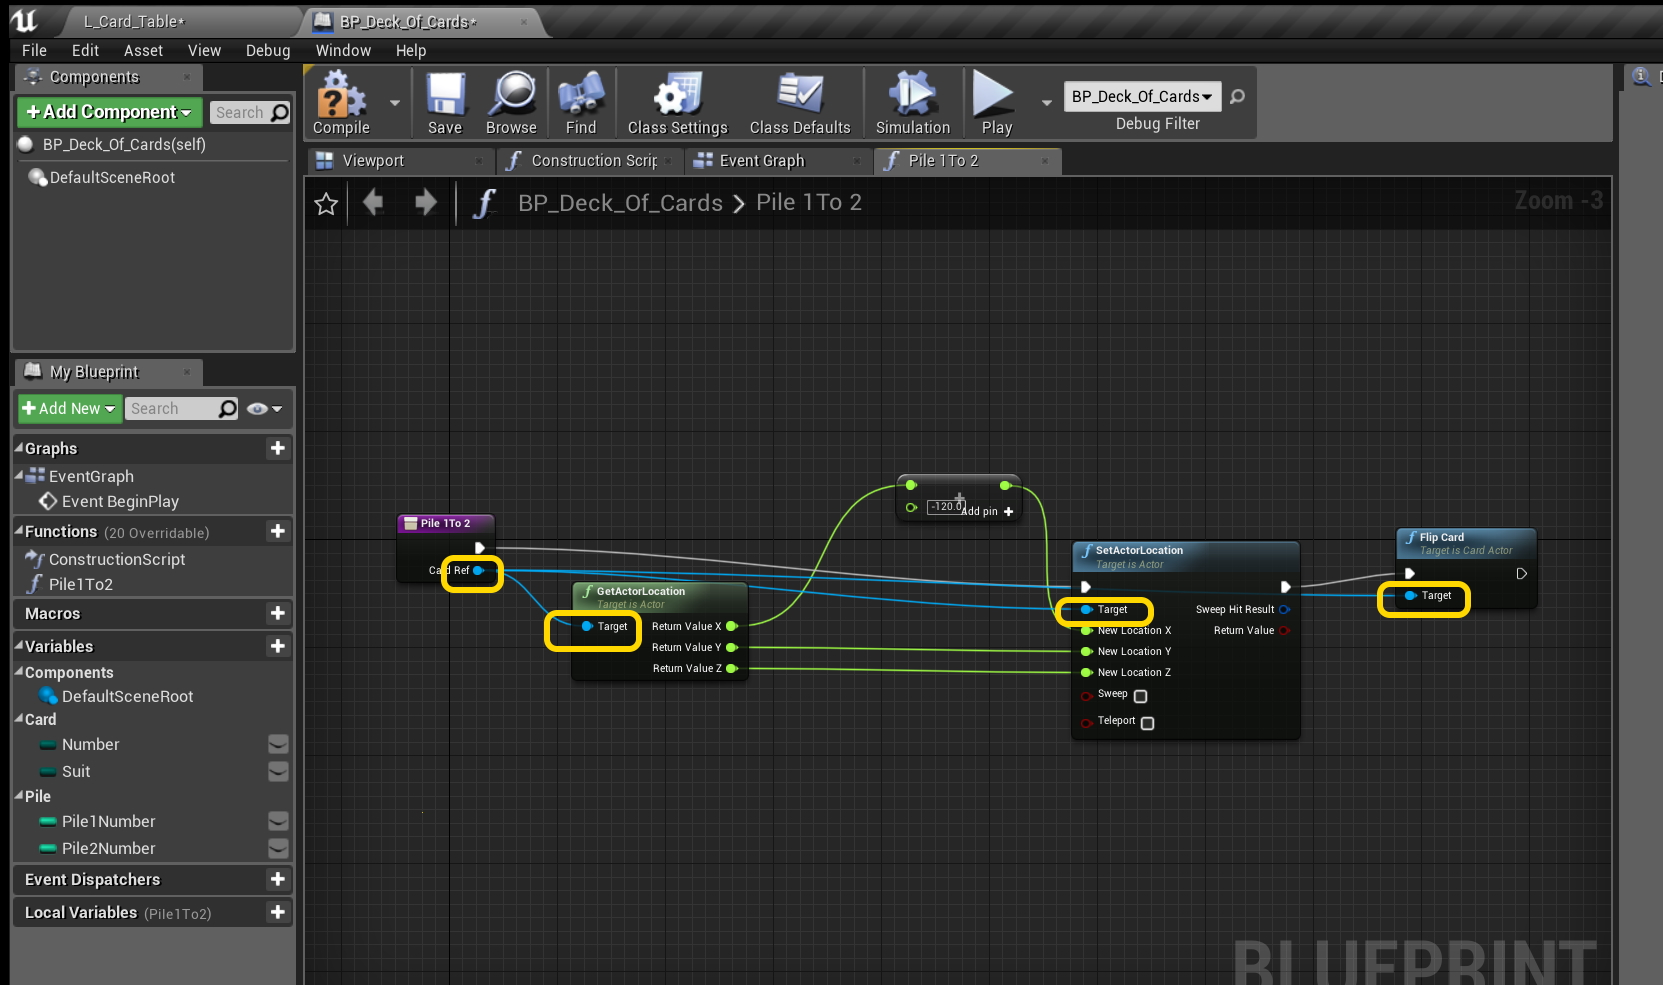 L_Card_Table*
BP_Deck_Of_Cards*
File Edit Asset View Debug Window Help
Components
+Add Component
Search
BP_Deck_Of_Cards(self)
DefaultSceneRoot
My Blueprint
+Add New
Search
Graphs
EventGraph
Event BeginPlay
Functions (20 Overridable)
ConstructionScript
Pile1To2
Macros
Variables
Components
DefaultSceneRoot
Card
Number
Suit
Pile
Pile1Number
Pile2Number
Event Dispatchers
Local Variables (Pile1To2)
Compile Save Browse Find Class Settings Class Defaults Simulation Play
BP_Deck_Of_Cards
Debug Filter
Viewport
Construction Scrip
Event Graph
Pile 1To 2
BP_Deck_Of_Cards > Pile 1To 2
Zoom -3
Pile 1To 2
Card Ref
GetActorLocation
Target is Actor
Target
Return Value X
Return Value Y
Return Value Z
-120.0
Add pin +
SetActorLocation
Target is Actor
Target
New Location X
New Location Y
New Location Z
Sweep
Teleport
Sweep Hit Result
Return Value
Flip Card
Target is Card Actor
Target
BLUEPRINT